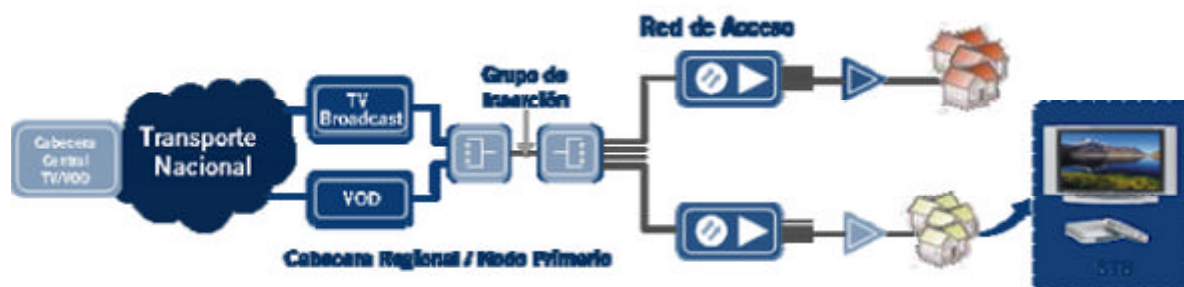 Red de Acceso
Grupo de
Inserción
TV
Broadcast
Cabecera
Central
TV/VOD
Transporte
Nacional
VOD
Cabecera Regional / Nodo Primario
STB